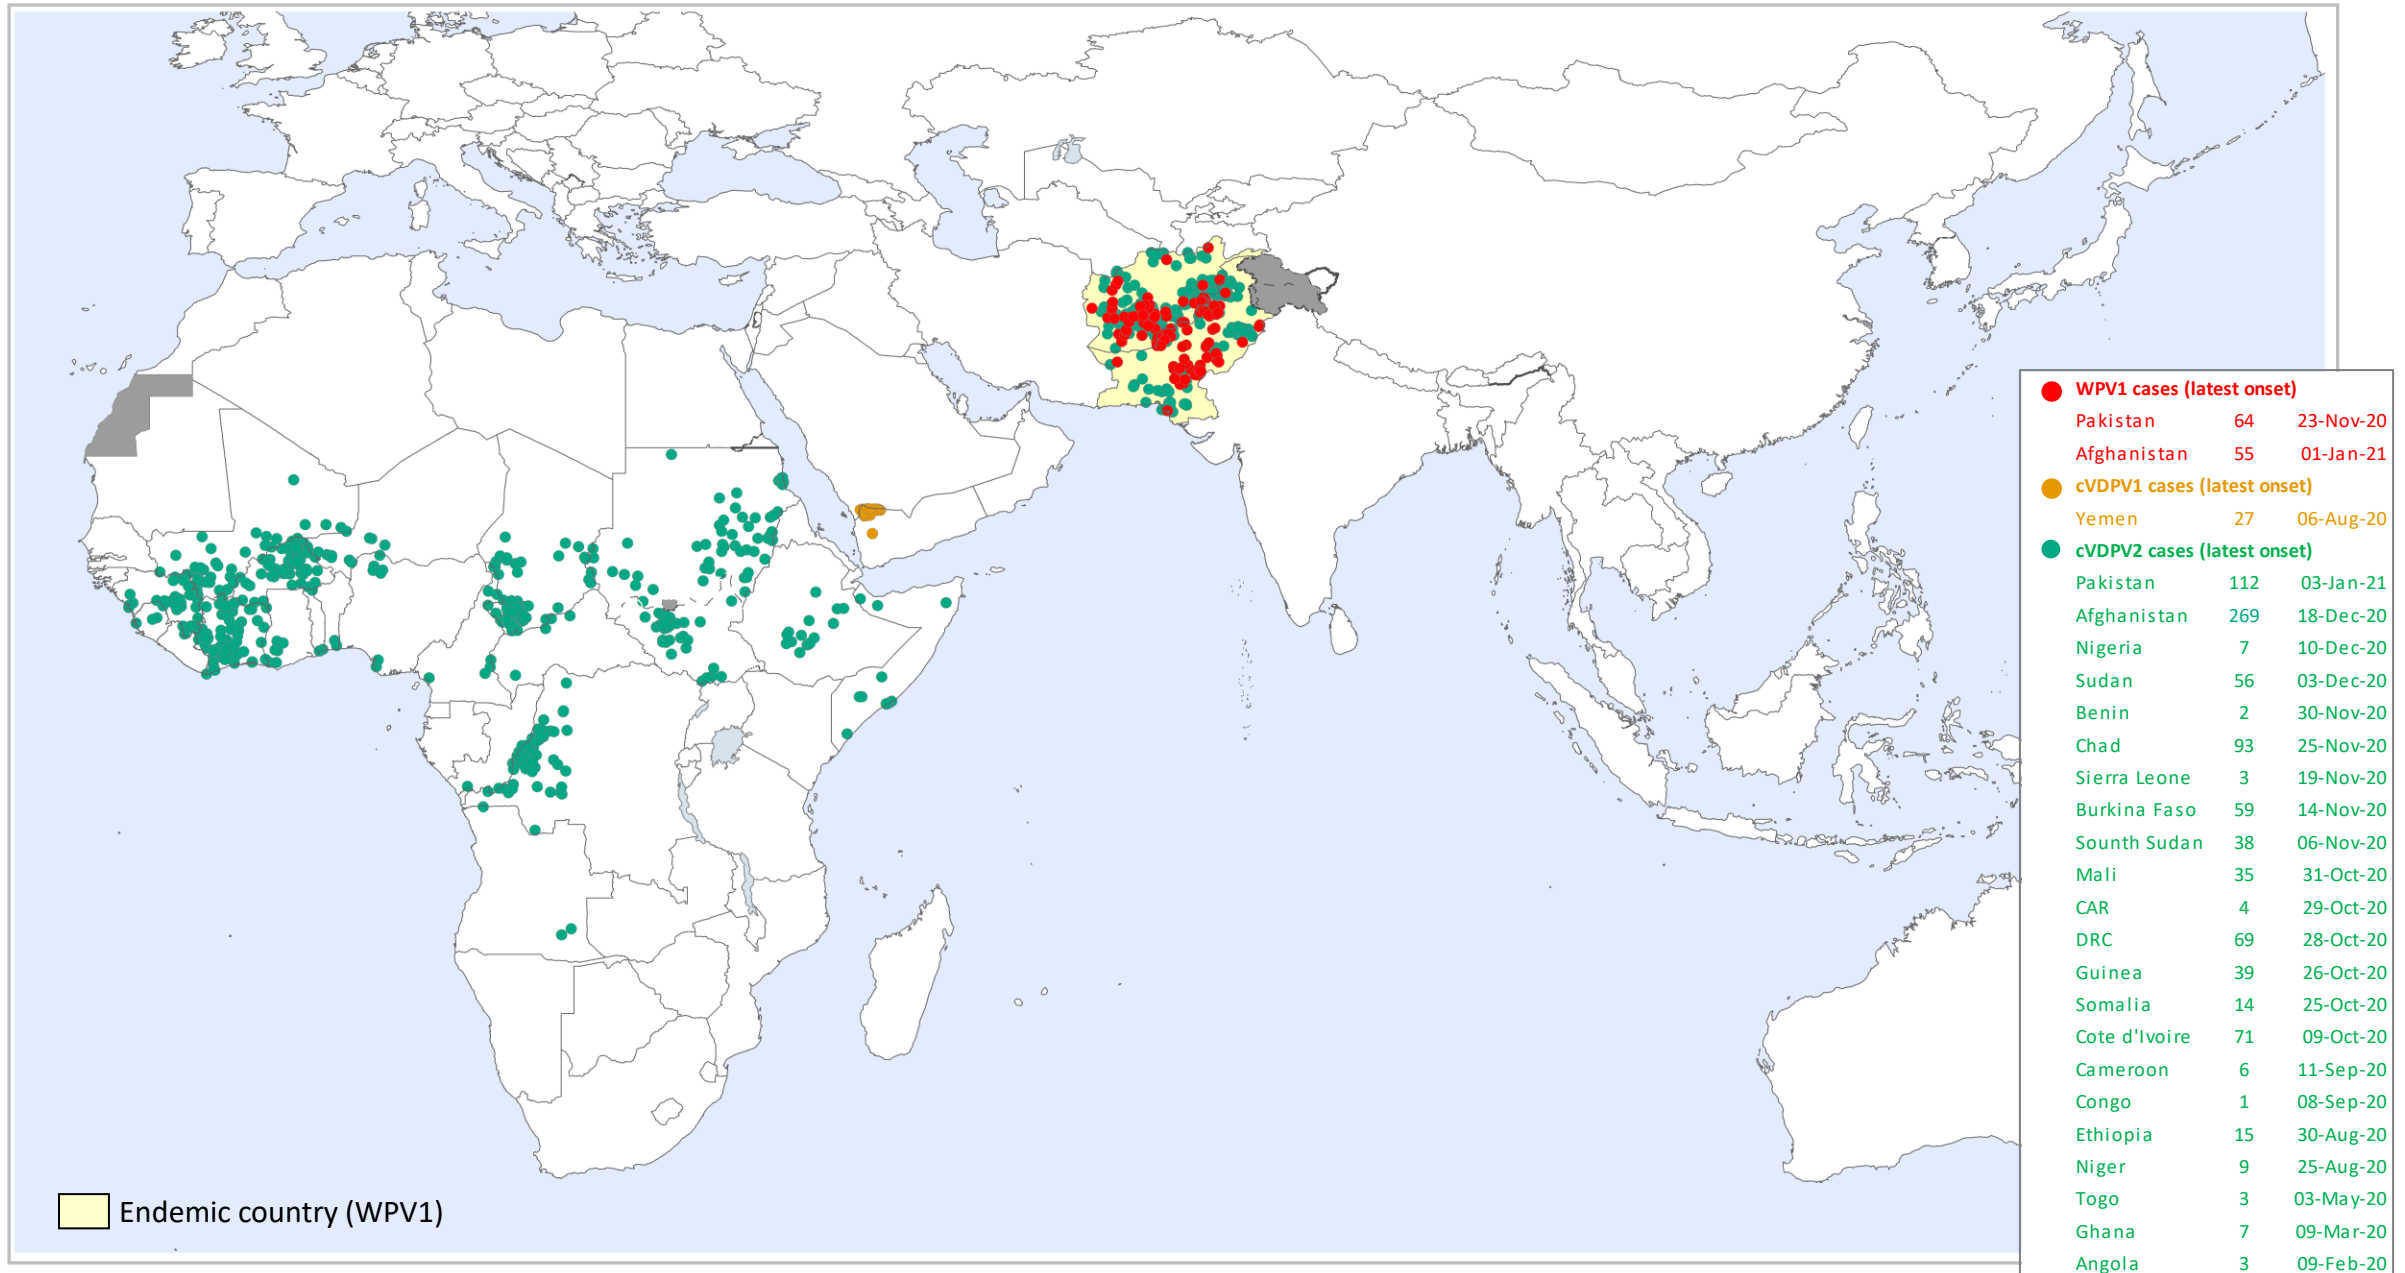 WPV1 cases (latest onset)
Pakistan 64 23-Nov-20
Afghanistan 55 01-Jan-21
cVDPV1 cases (latest onset)
Yemen 27 06-Aug-20
cVDPV2 cases (latest onset)
Pakistan 112 03-Jan-21
Afghanistan 269 18-Dec-20
Nigeria 7 10-Dec-20
Sudan 56 03-Dec-20
Benin 2 30-Nov-20
Chad 93 25-Nov-20
Sierra Leone 3 19-Nov-20
Burkina Faso 59 14-Nov-20
Sounth Sudan 38 06-Nov-20
Mali 35 31-Oct-20
CAR 4 29-Oct-20
DRC 69 28-Oct-20
Guinea 39 26-Oct-20
Somalia 14 25-Oct-20
Cote d'Ivoire 71 09-Oct-20
Cameroon 6 11-Sep-20
Congo 1 08-Sep-20
Ethiopia 15 30-Aug-20
Niger 9 25-Aug-20
Togo 3 03-May-20
Ghana 7 09-Mar-20
Angola 3 09-Feb-20
Endemic country (WPV1)